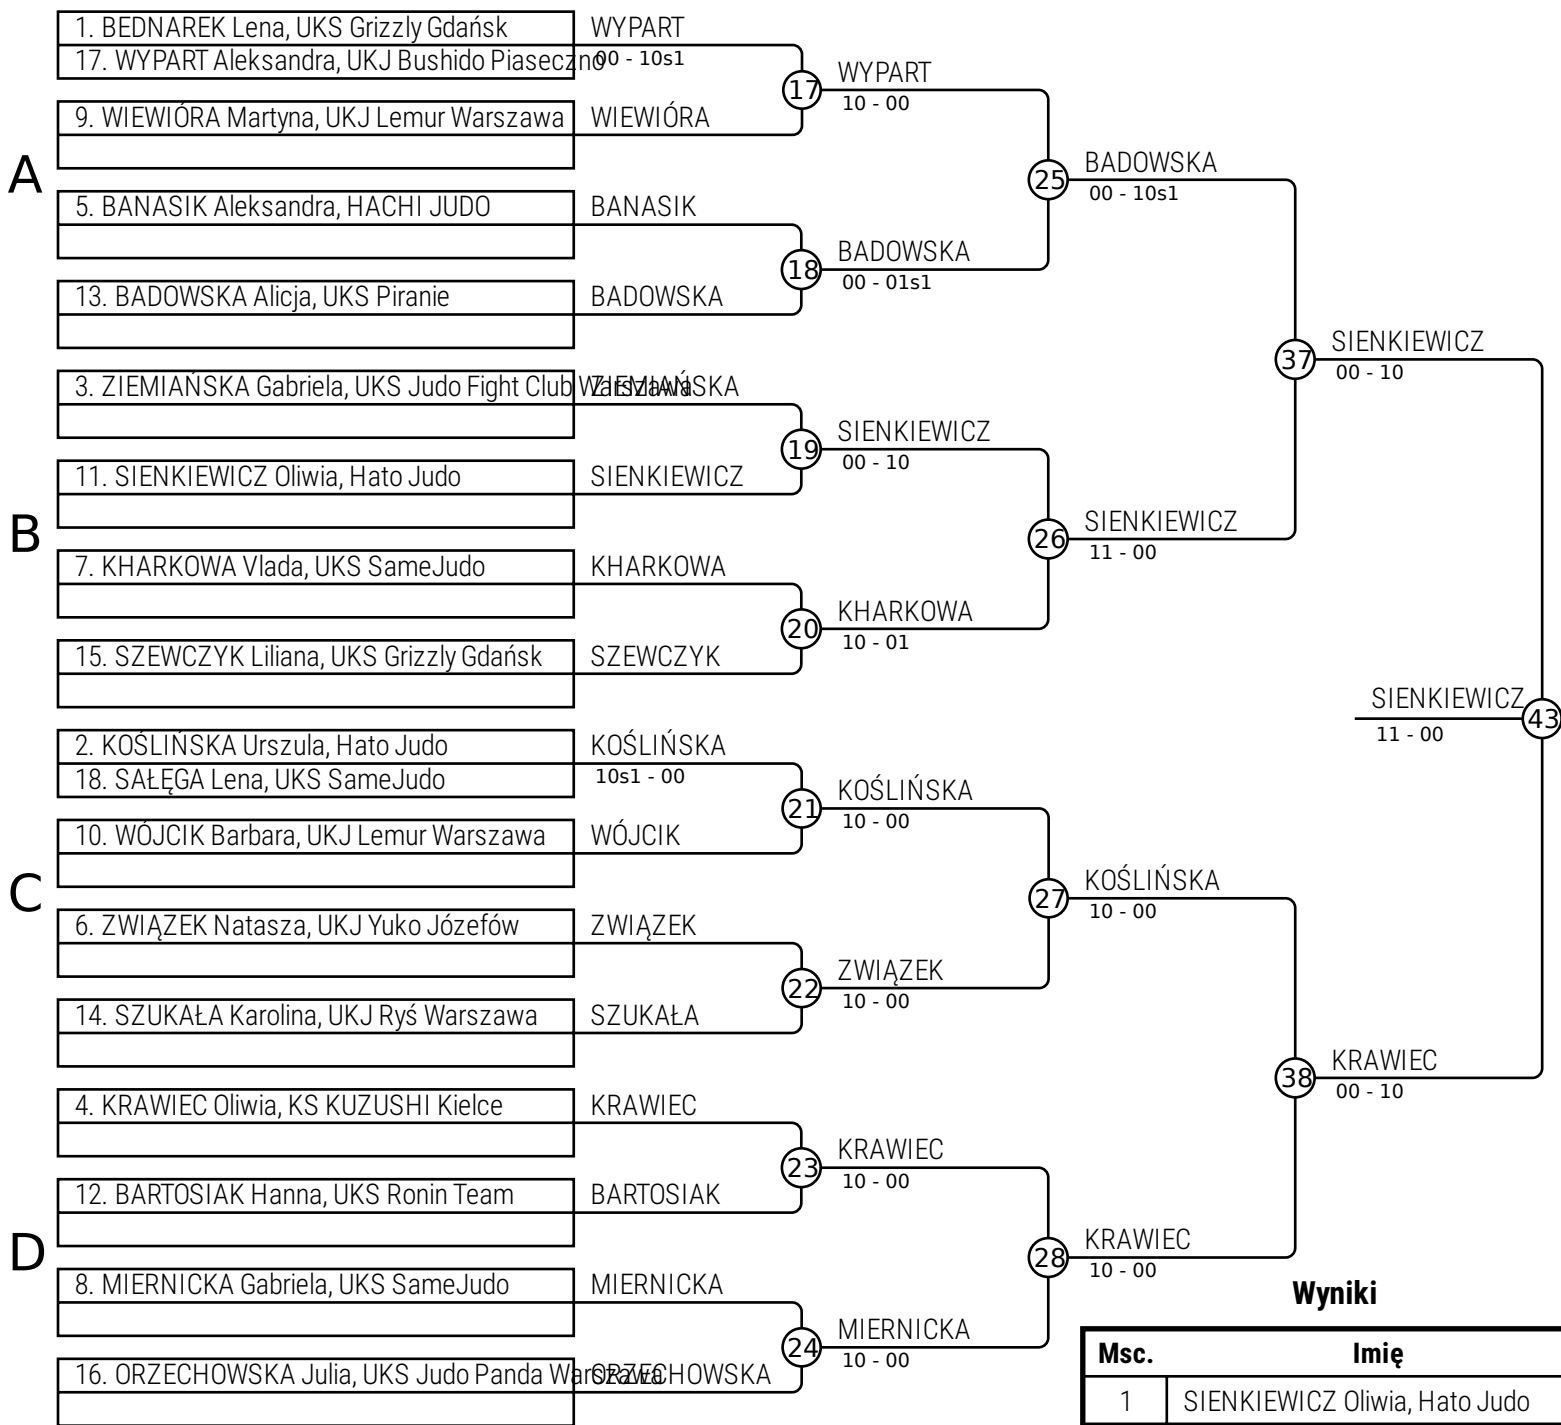 1. BEDNAREK Lena, UKS Grizzly Gdańsk
WYPART
17. WYPART Aleksandra, UKJ Bushido Piaseczno
00 - 10s1
17
WYPART
10 - 00
9. WIEWIÓRA Martyna, UKJ Lemur Warszawa
WIEWIÓRA
A
25
BADOWSKA
00 - 10s1
5. BANASIK Aleksandra, HACHI JUDO
BANASIK
18
BADOWSKA
00 - 01s1
13. BADOWSKA Alicja, UKS Piranie
BADOWSKA
37
SIENKIEWICZ
00 - 10
3. ZIEMIAŃSKA Gabriela, UKS Judo Fight Club Warszawa
ZIEMIAŃSKA
19
SIENKIEWICZ
00 - 10
11. SIENKIEWICZ Oliwia, Hato Judo
SIENKIEWICZ
B
26
SIENKIEWICZ
11 - 00
7. KHARKOWA Vlada, UKS SameJudo
KHARKOWA
20
KHARKOWA
10 - 01
15. SZEWCZYK Liliana, UKS Grizzly Gdańsk
SZEWCZYK
SIENKIEWICZ
43
11 - 00
2. KOŚLIŃSKA Urszula, Hato Judo
KOŚLIŃSKA
18. SAŁĘGA Lena, UKS SameJudo
10s1 - 00
21
KOŚLIŃSKA
10 - 00
10. WÓJCIK Barbara, UKJ Lemur Warszawa
WÓJCIK
C
27
KOŚLIŃSKA
10 - 00
6. ZWIĄZEK Natasza, UKJ Yuko Józefów
ZWIĄZEK
22
ZWIĄZEK
10 - 00
14. SZUKAŁA Karolina, UKJ Ryś Warszawa
SZUKAŁA
38
KRAWIEC
00 - 10
4. KRAWIEC Oliwia, KS KUZUSHI Kielce
KRAWIEC
23
KRAWIEC
10 - 00
12. BARTOSIAK Hanna, UKS Ronin Team
BARTOSIAK
D
28
KRAWIEC
10 - 00
8. MIERNICKA Gabriela, UKS SameJudo
MIERNICKA
24
MIERNICKA
10 - 00
16. ORZECHOWSKA Julia, UKS Judo Panda Warszawa
ORZECHOWSKA
Wyniki
Msc. Imię
1 SIENKIEWICZ Oliwia, Hato Judo